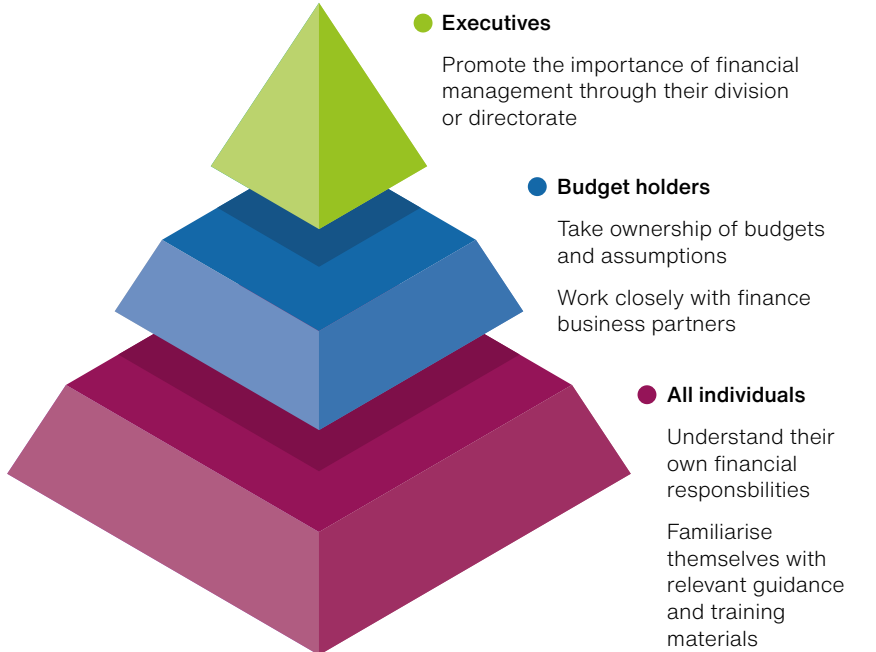 Executives
Promote the importance of financial
management through their division
or directorate
Budget holders
Take ownership of budgets
and assumptions
Work closely with finance
business partners
All individuals
Understand their
own financial
responsbilities
Familiarise
themselves with
relevant guidance
and training
materials